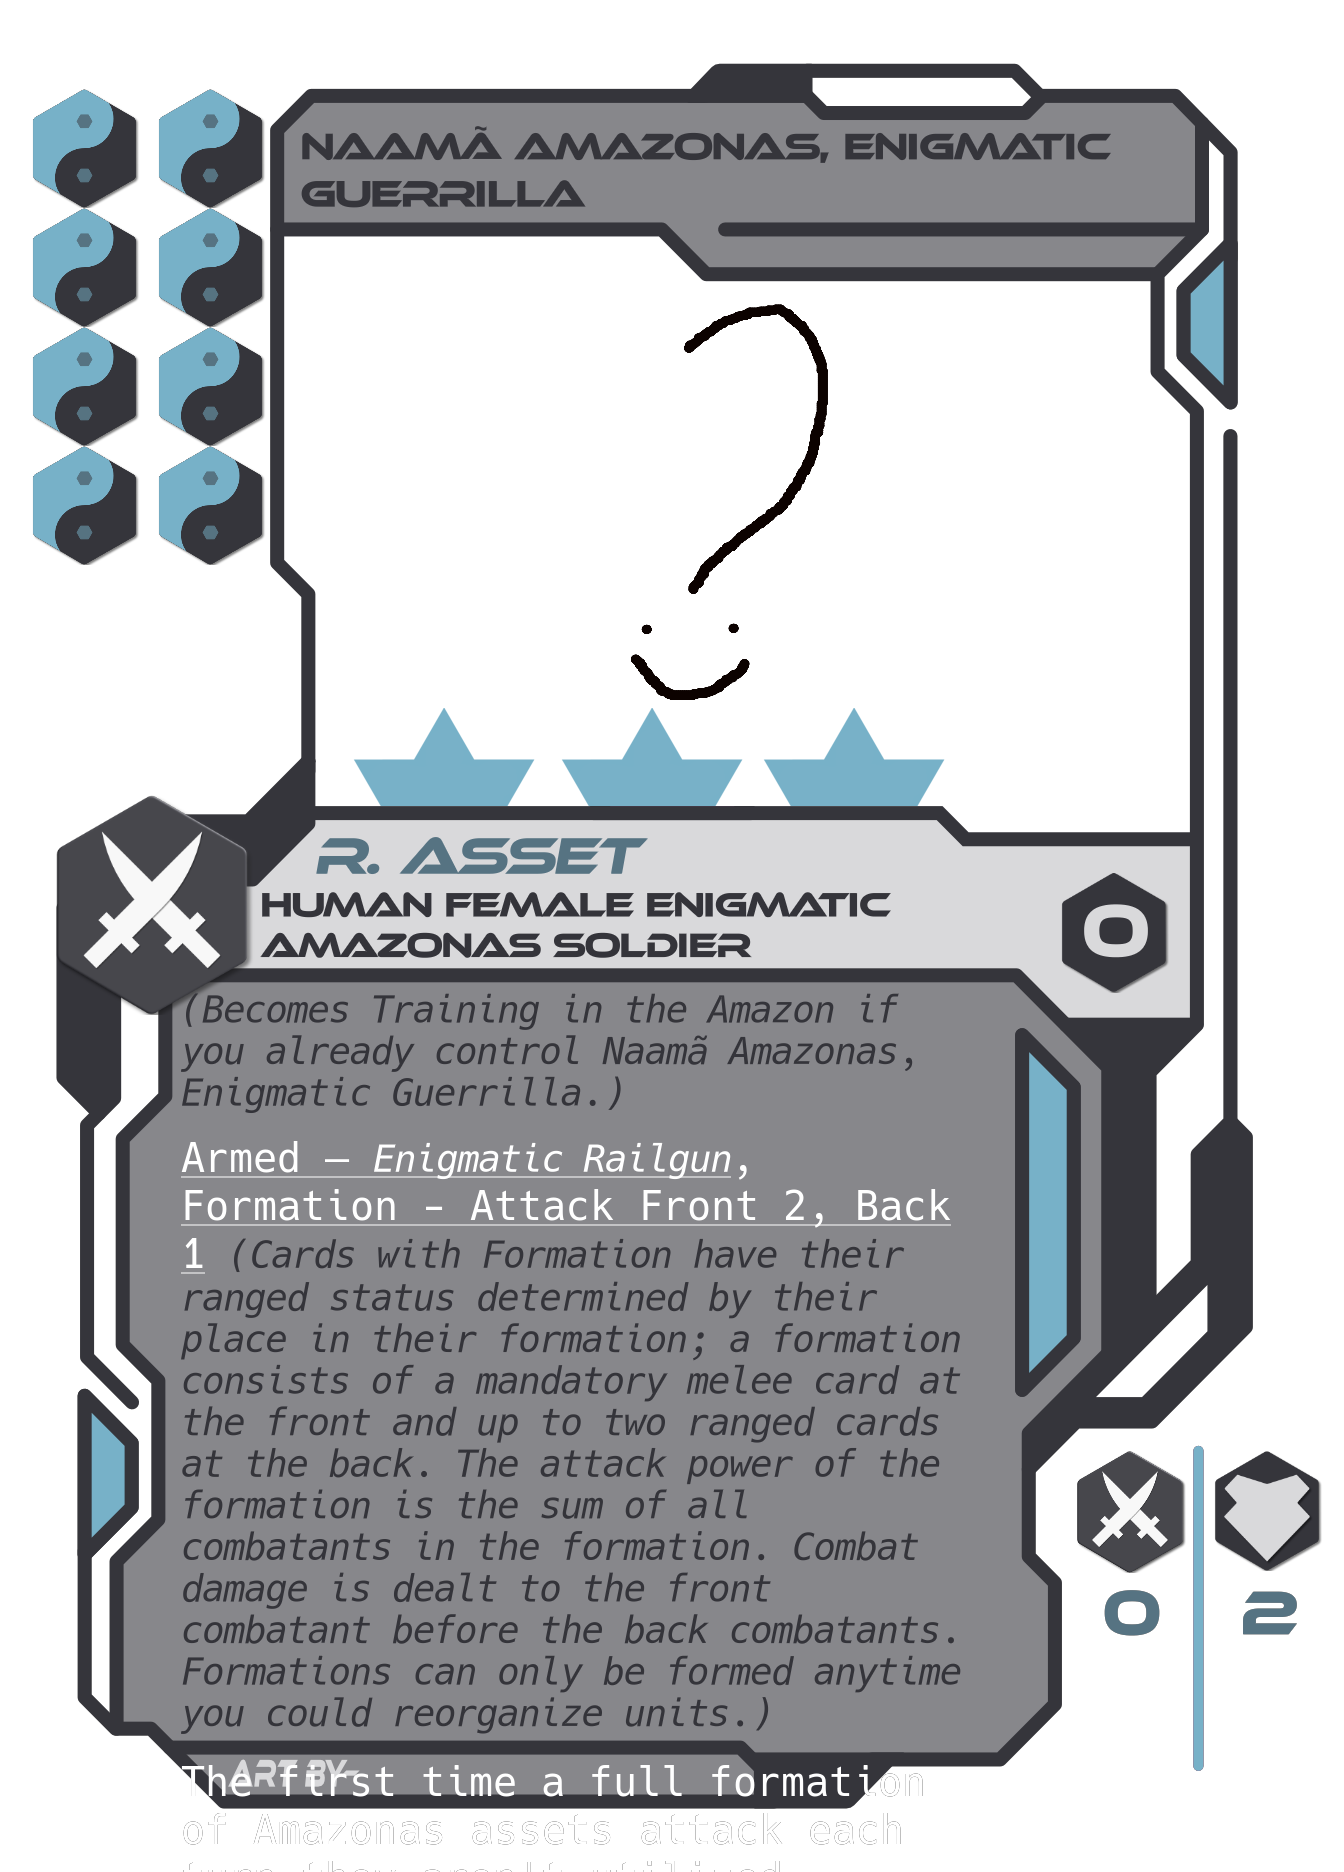 NAAMÃ AMAZONAS, ENIGMATIC
GUERRILLA
R. ASSET
HUMAN FEMALE ENIGMATIC
AMAZONAS SOLDIER
0
(Becomes Training in the Amazon if
you already control Naamã Amazonas,
Enigmatic Guerrilla.)
Armed – Enigmatic Railgun,
Formation - Attack Front 2, Back
1 (Cards with Formation have their
ranged status determined by their
place in their formation; a formation
consists of a mandatory melee card at
the front and up to two ranged cards
at the back. The attack power of the
formation is the sum of all
combatants in the formation. Combat
damage is dealt to the front
combatant before the back combatants.
Formations can only be formed anytime
you could reorganize units.)
0
2
ART BY-
The first time a full formation
of Amazonas assets attack each
turn they aren't utilized